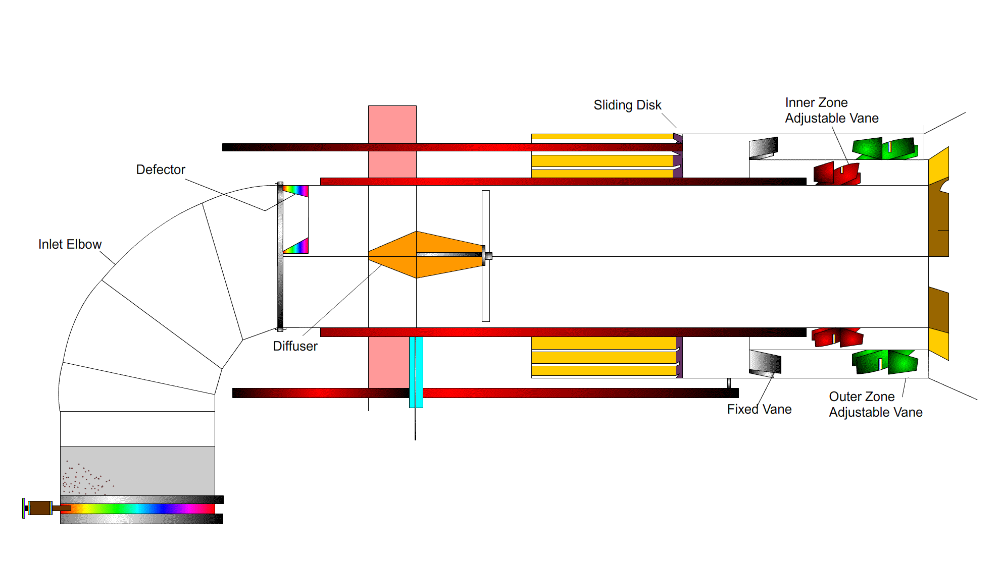 Sliding Disk
Inner Zone
Adjustable Vane
Defector
Inlet Elbow
Diffuser
Outer Zone
Adjustable Vane
Fixed Vane